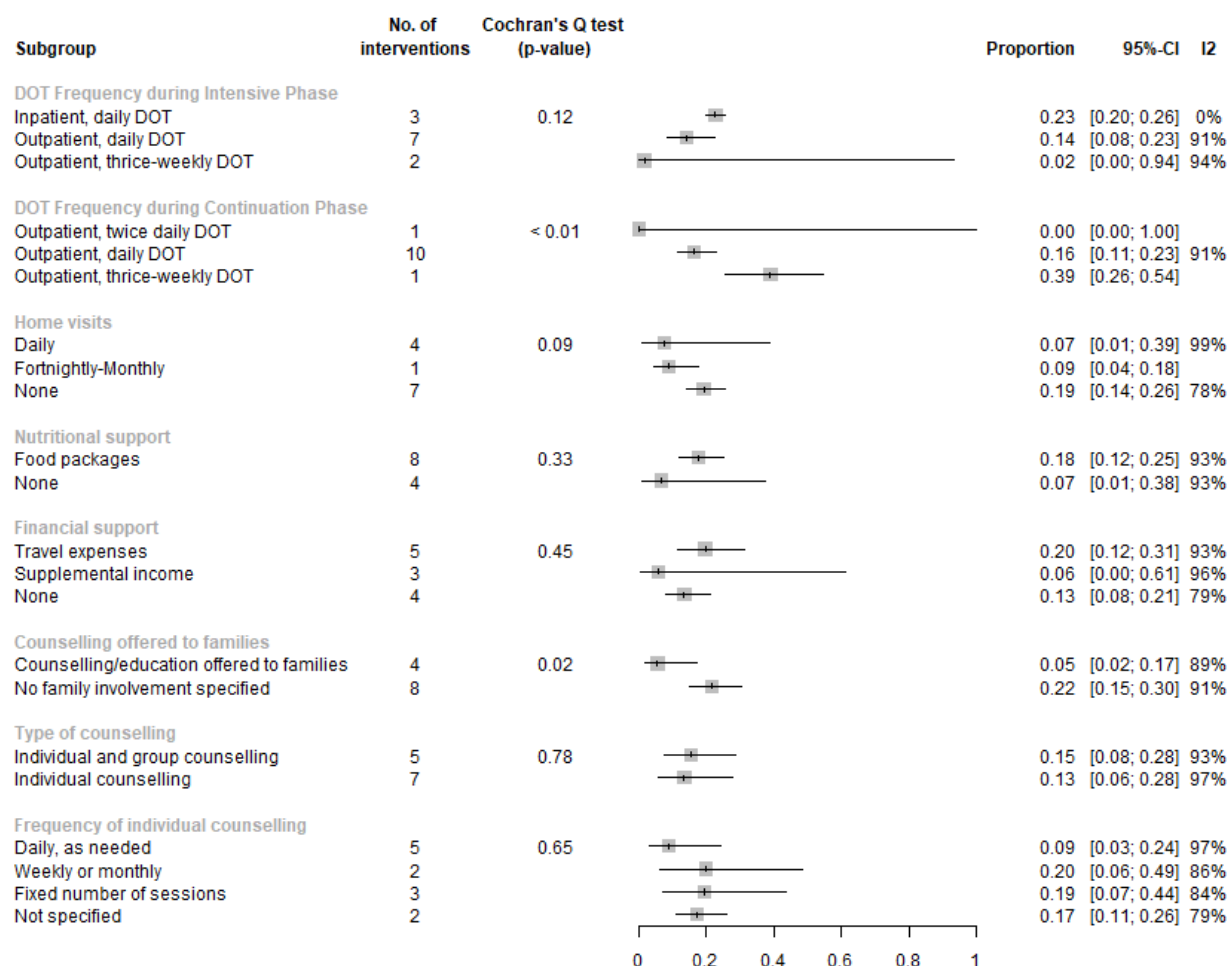 Subgroup No. of interventions Cochran's Q test (p-value) Proportion 95%-CI I2
DOT Frequency during Intensive Phase
Inpatient, daily DOT 3 0.12 0.23 [0.20; 0.26] 0%
Outpatient, daily DOT 7 0.14 [0.08; 0.23] 91%
Outpatient, thrice-weekly DOT 2 0.02 [0.00; 0.94] 94%
DOT Frequency during Continuation Phase
Outpatient, twice daily DOT 1 < 0.01 0.00 [0.00; 1.00]
Outpatient, daily DOT 10 0.16 [0.11; 0.23] 91%
Outpatient, thrice-weekly DOT 1 0.39 [0.26; 0.54]
Home visits
Daily 4 0.09 0.07 [0.01; 0.39] 99%
Fortnightly-Monthly 1 0.09 [0.04; 0.18]
None 7 0.19 [0.14; 0.26] 78%
Nutritional support
Food packages 8 0.33 0.18 [0.12; 0.25] 93%
None 4 0.07 [0.01; 0.38] 93%
Financial support
Travel expenses 5 0.45 0.20 [0.12; 0.31] 93%
Supplemental income 3 0.06 [0.00; 0.61] 96%
None 4 0.13 [0.08; 0.21] 79%
Counselling offered to families
Counselling/education offered to families 4 0.02 0.05 [0.02; 0.17] 89%
No family involvement specified 8 0.22 [0.15; 0.30] 91%
Type of counselling
Individual and group counselling 5 0.78 0.15 [0.08; 0.28] 93%
Individual counselling 7 0.13 [0.06; 0.28] 97%
Frequency of individual counselling
Daily, as needed 5 0.65 0.09 [0.03; 0.24] 97%
Weekly or monthly 2 0.20 [0.06; 0.49] 86%
Fixed number of sessions 3 0.19 [0.07; 0.44] 84%
Not specified 2 0.17 [0.11; 0.26] 79%
0 0.2 0.4 0.6 0.8 1